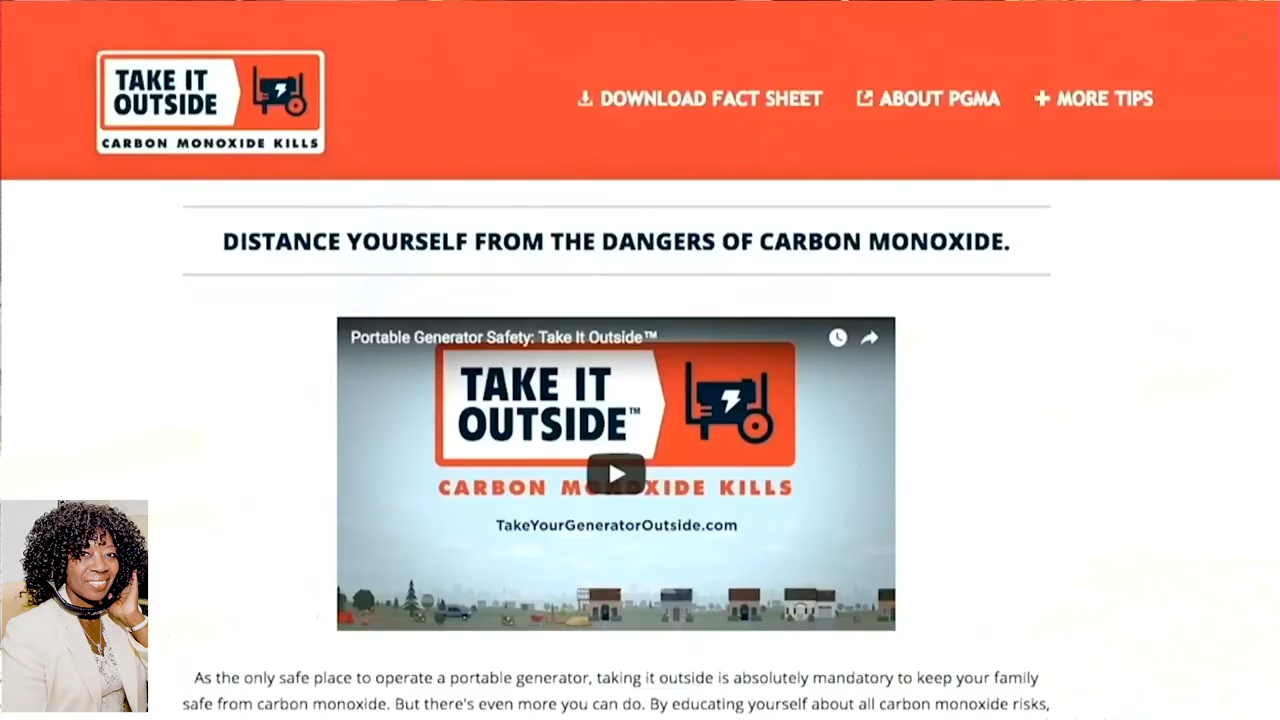 TAKE IT
OUTSIDE
CARBON MONOXIDE KILLS
DOWNLOAD FACT SHEET
ABOUT PGMA
MORE TIPS
DISTANCE YOURSELF FROM THE DANGERS OF CARBON MONOXIDE.
Portable Generator Safety: Take It Outside™
TAKE IT
OUTSIDE™
CARBON MONOXIDE KILLS
TakeYourGeneratorOutside.com
As the only safe place to operate a portable generator, taking it outside is absolutely mandatory to keep your family
safe from carbon monoxide. But there's even more you can do. By educating yourself about all carbon monoxide risks,